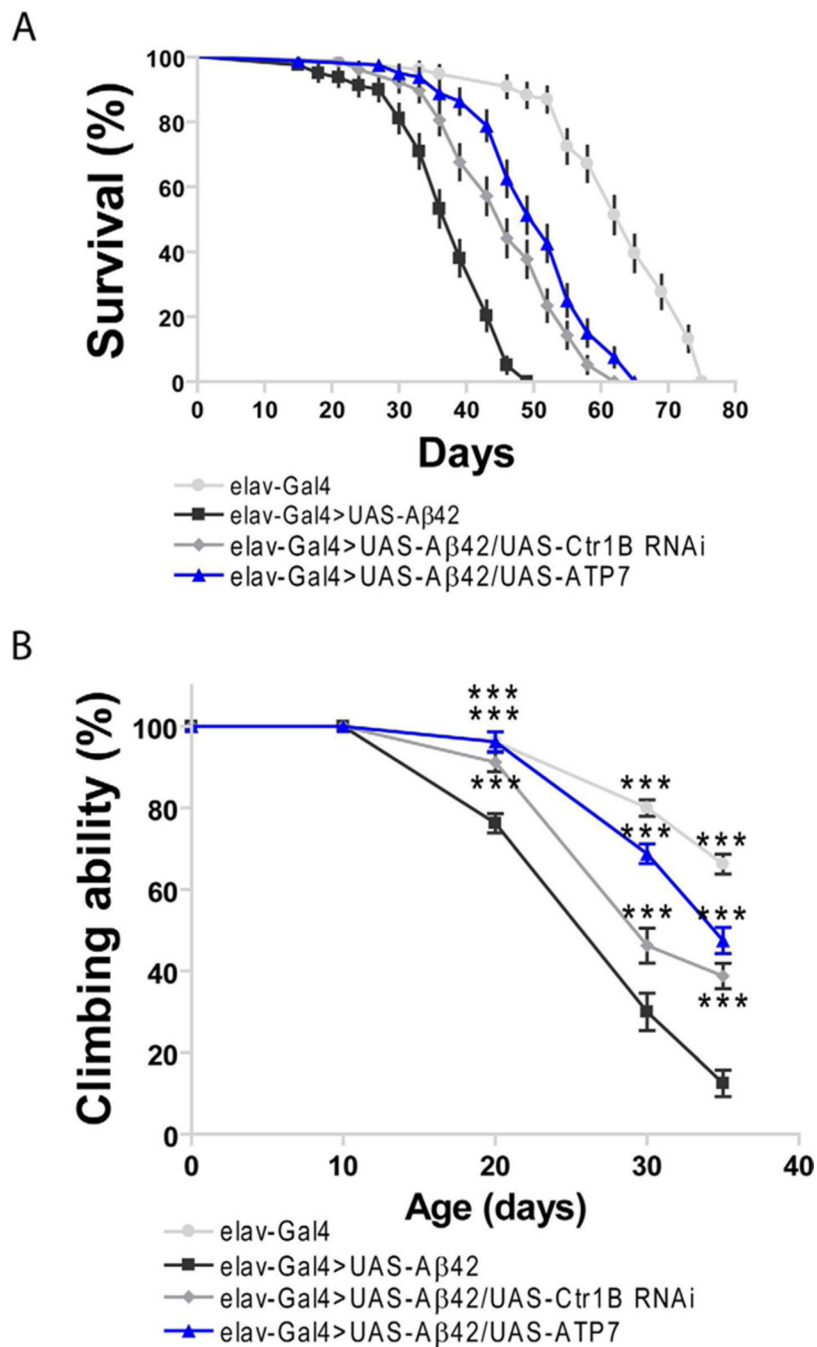 A
Survival (%)
100
80
60
40
20
0
0 10 20 30 40 50 60 70 80
Days
elav-Gal4
elav-Gal4>UAS-Aβ42
elav-Gal4>UAS-Aβ42/UAS-Ctr1B RNAi
elav-Gal4>UAS-Aβ42/UAS-ATP7
B
Climbing ability (%)
100
80
60
40
20
0
***
***
***
***
***
***
***
***
***
0 10 20 30 40
Age (days)
elav-Gal4
elav-Gal4>UAS-Aβ42
elav-Gal4>UAS-Aβ42/UAS-Ctr1B RNAi
elav-Gal4>UAS-Aβ42/UAS-ATP7